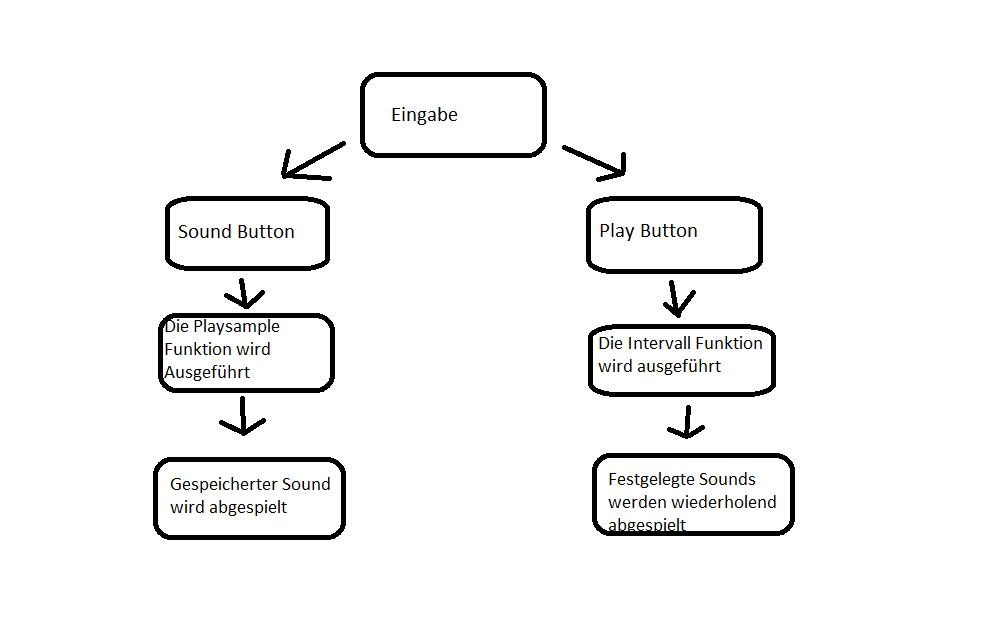 Eingabe
Sound Button
Play Button
Die Playsample
Funktion wird
Ausgeführt
Die Intervall Funktion
wird ausgeführt
Gespeicherter Sound
wird abgespielt
Festgelegte Sounds
werden wiederholend
abgespielt